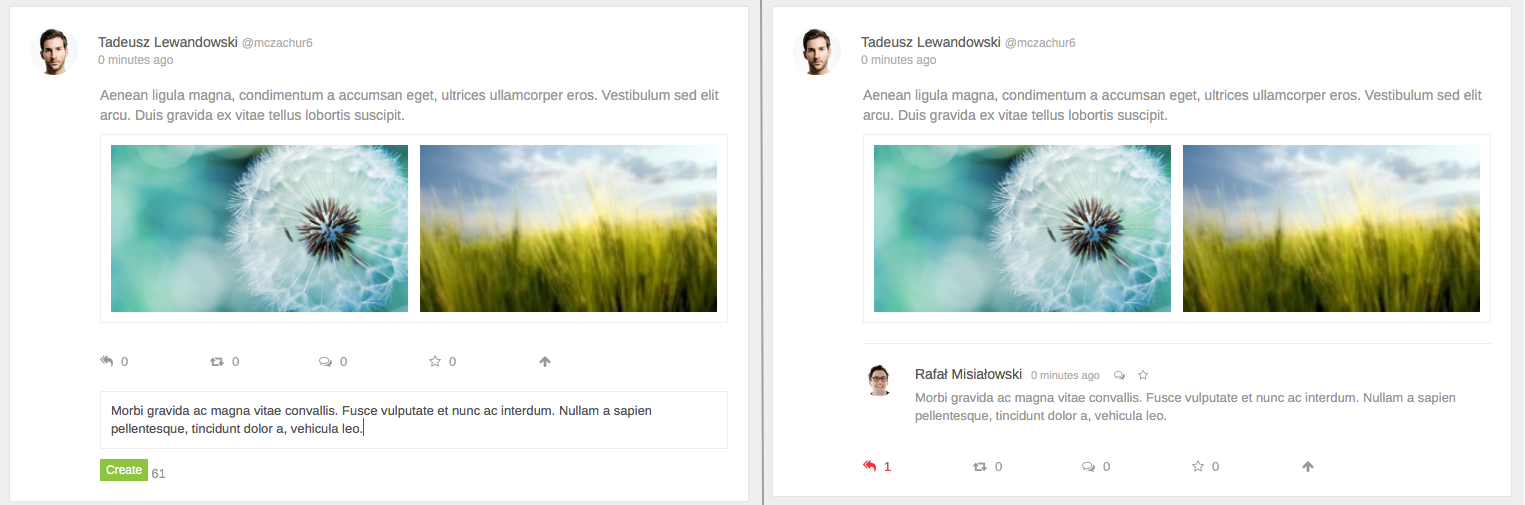 Tadeusz Lewandowski @mczachur6
0 minutes ago
Aenean ligula magna, condimentum a accumsan eget, ultrices ullamcorper eros. Vestibulum sed elit
arcu. Duis gravida ex vitae tellus lobortis suscipit.
0 0 0 0
Morbi gravida ac magna vitae convallis. Fusce vulputate et nunc ac interdum. Nullam a sapien
pellentesque, tincidunt dolor a, vehicula leo.
Create 61
Tadeusz Lewandowski @mczachur6
0 minutes ago
Aenean ligula magna, condimentum a accumsan eget, ultrices ullamcorper eros. Vestibulum sed elit
arcu. Duis gravida ex vitae tellus lobortis suscipit.
Rafał Misiałowski 0 minutes ago
Morbi gravida ac magna vitae convallis. Fusce vulputate et nunc ac interdum. Nullam a sapien
pellentesque, tincidunt dolor a, vehicula leo.
1 0 0 0